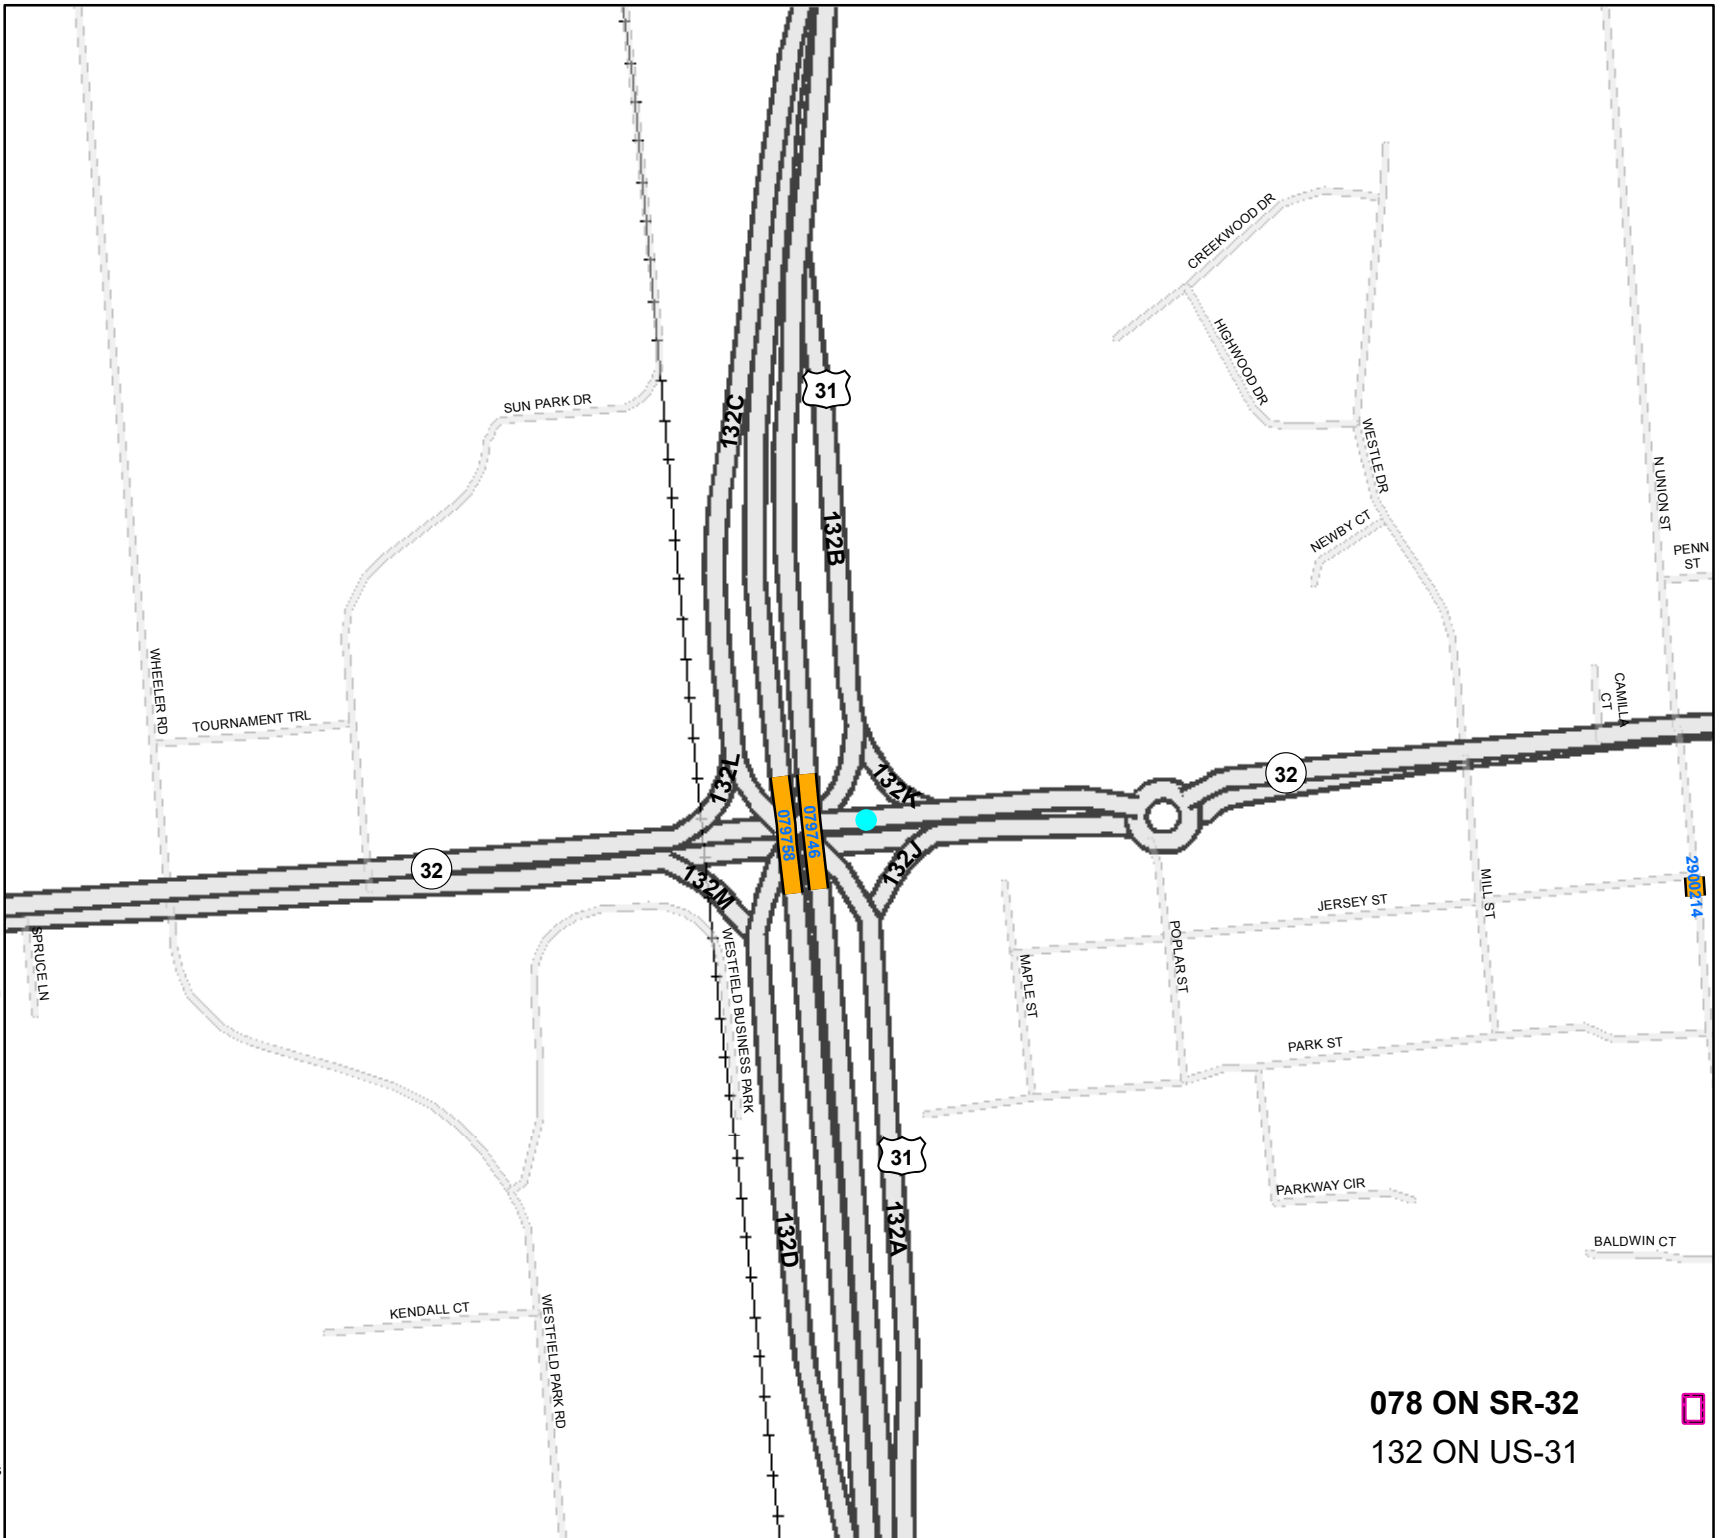 CREEKWOOD DR
HIGHWOOD DR
31
SUN PARK DR
132C
WESTLE DR
N UNION ST
132B
NEWBY CT
PENN
ST
WHEELER RD
CAMILLA
CT
TOURNAMENT TRL
132L
132K
32
079758
079746
32
132M
132J
2900214
MILL ST
JERSEY ST
SPRUCE LN
WESTFIELD BUSINESS PARK
MAPLE ST
POPLAR ST
PARK ST
31
PARKWAY CIR
132D
132A
BALDWIN CT
KENDALL CT
WESTFIELD PARK RD
078 ON SR-32
132 ON US-31